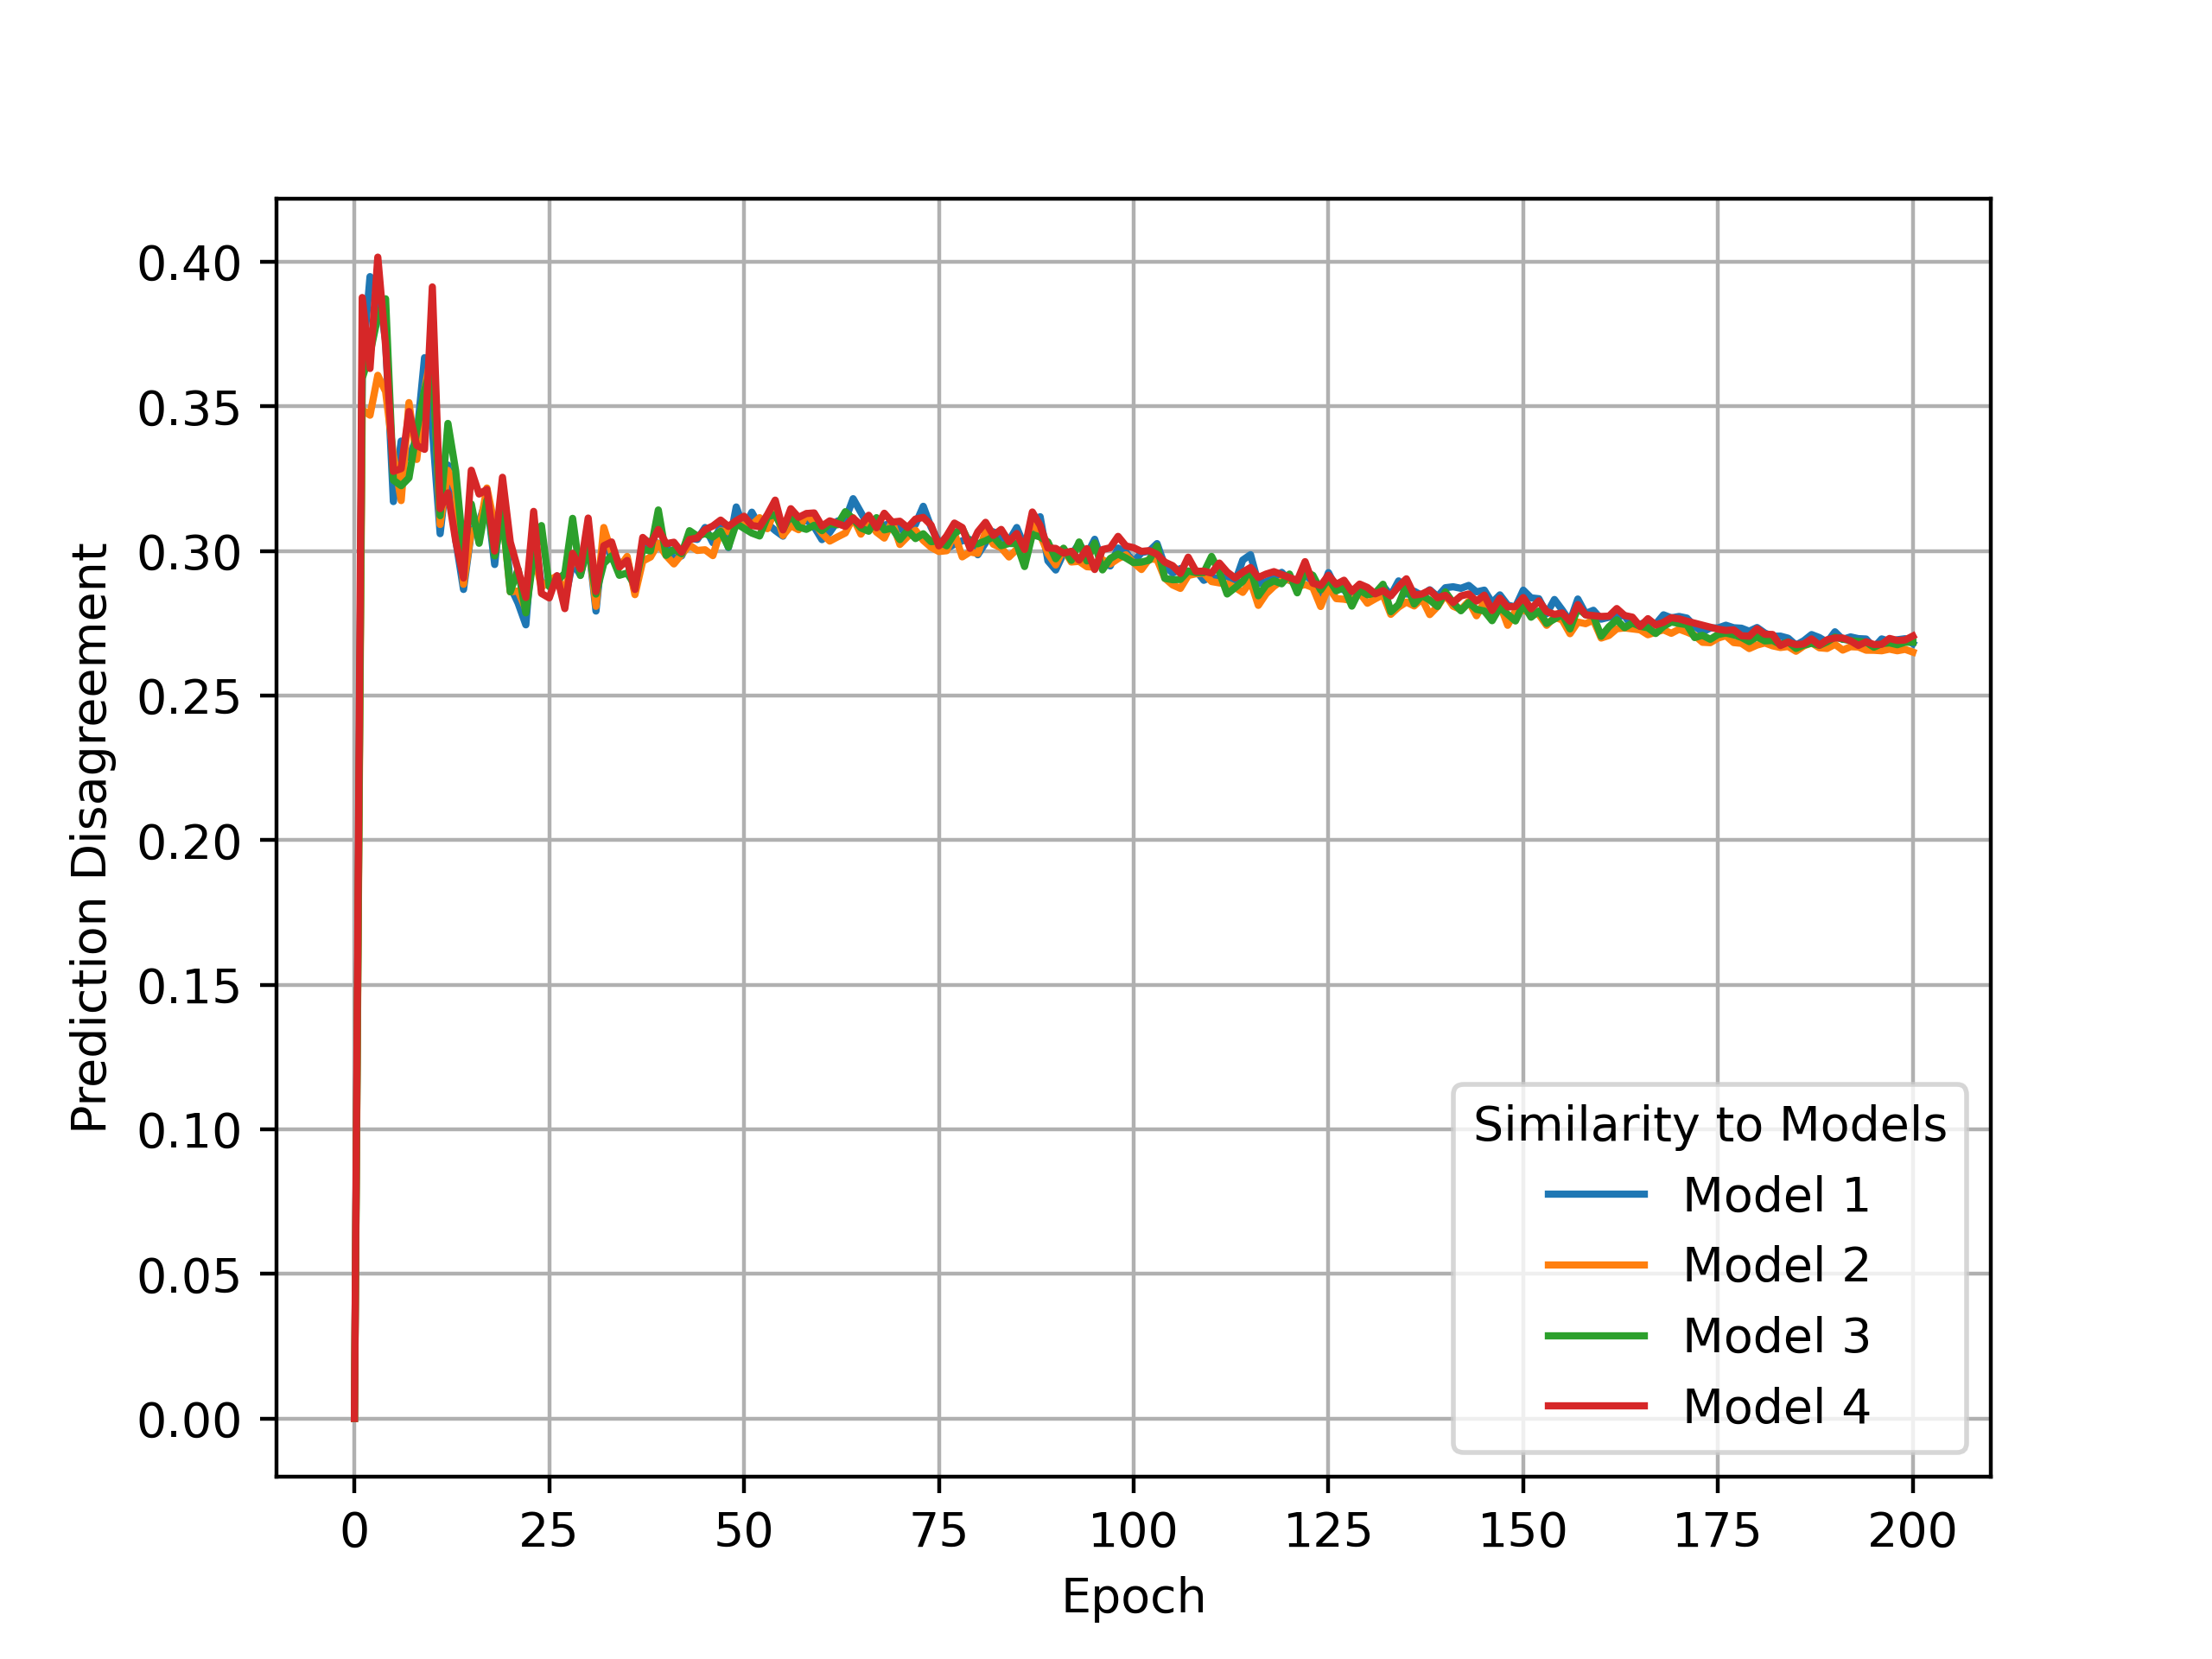 0.40
0.35
0.30
0.25
0.20
0.15
0.10
0.05
0.00
Prediction Disagreement
0 25 50 75 100 125 150 175 200
Epoch
Similarity to Models
Model 1
Model 2
Model 3
Model 4